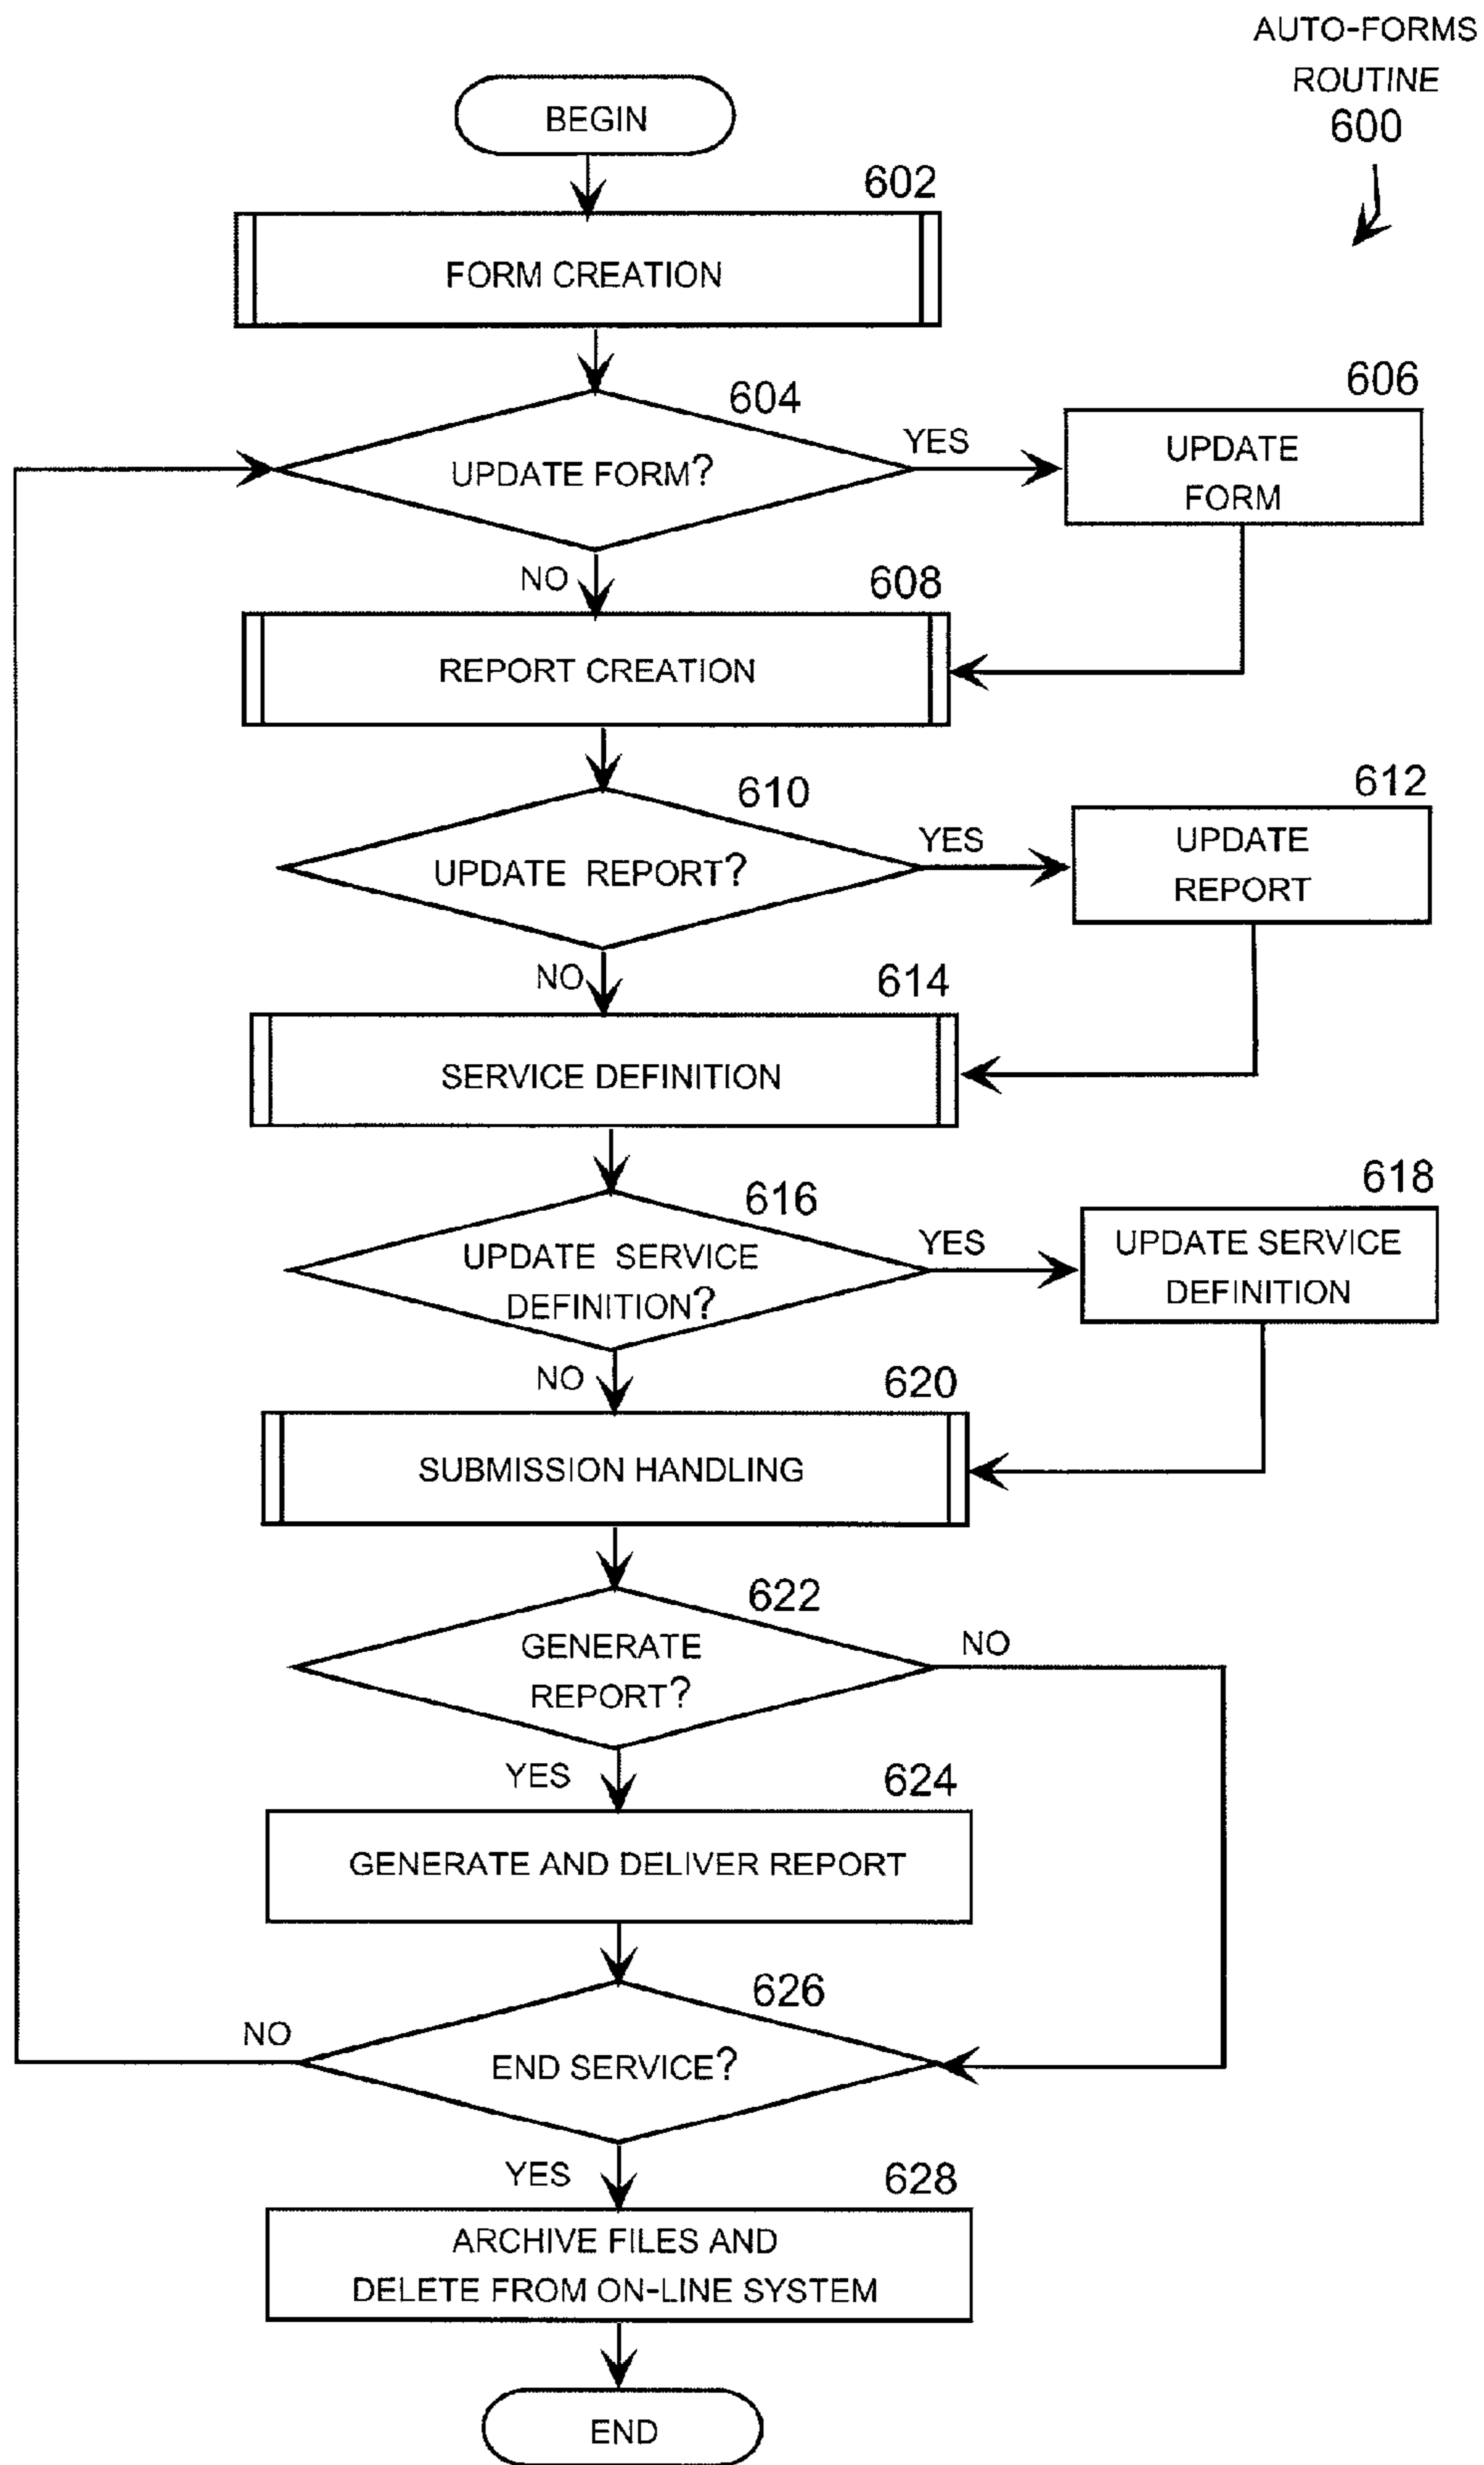 AUTO-FORMS
ROUTINE
600
BEGIN
602
FORM CREATION
604
UPDATE FORM?
YES
606
UPDATE
FORM
NO
608
REPORT CREATION
610
UPDATE REPORT?
YES
612
UPDATE
REPORT
NO
614
SERVICE DEFINITION
616
UPDATE SERVICE
DEFINITION?
YES
618
UPDATE SERVICE
DEFINITION
NO
620
SUBMISSION HANDLING
622
GENERATE
REPORT?
NO
YES
624
GENERATE AND DELIVER REPORT
626
END SERVICE?
NO
YES
628
ARCHIVE FILES AND
DELETE FROM ON-LINE SYSTEM
END